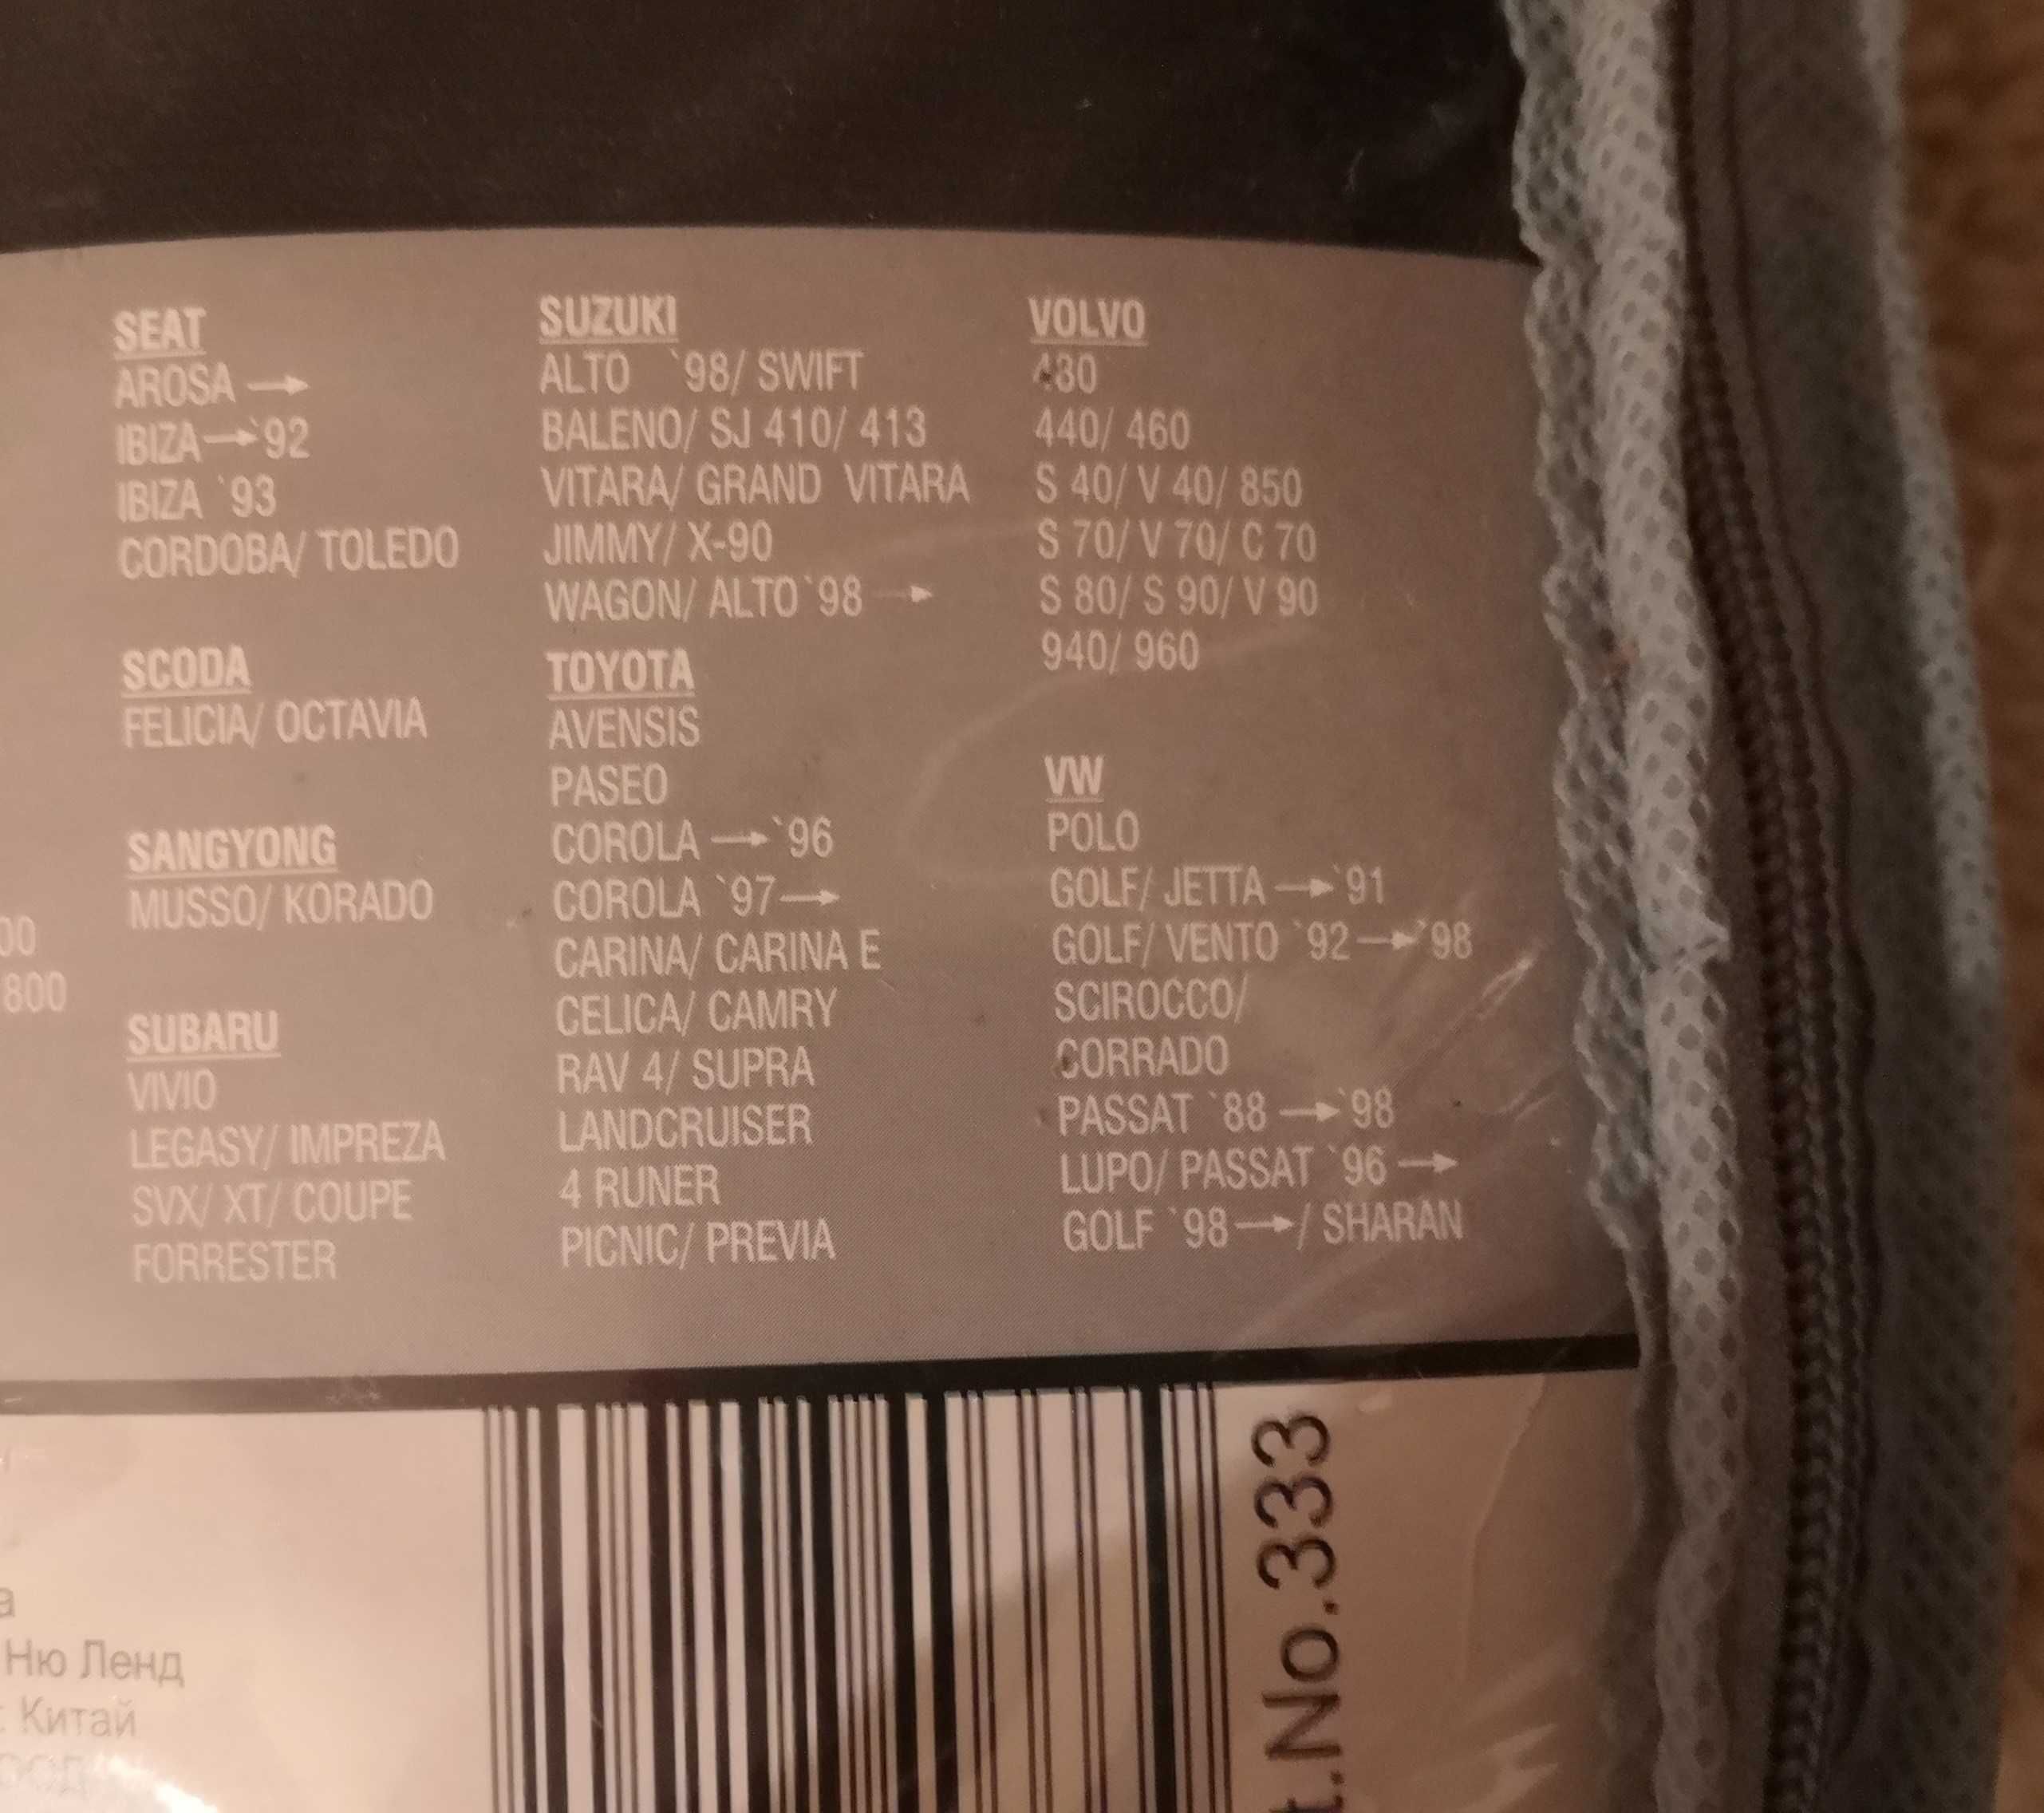 00
800
SEAT
AROSA →
IBIZA → `92
IBIZA `93
CORDOBA/ TOLEDO
SCODA
FELICIA/ OCTAVIA
SANGYONG
MUSSO/ KORADO
SUBARU
VIVIO
LEGASY/ IMPREZA
SVX/ XT/ COUPE
FORRESTER
SUZUKI
ALTO `98/ SWIFT
BALENO/ SJ 410/ 413
VITARA/ GRAND VITARA
JIMMY/ X-90
WAGON/ ALTO `98 →
TOYOTA
AVENSIS
PASEO
COROLA → `96
COROLA `97 →
CARINA/ CARINA E
CELICA/ CAMRY
RAV 4/ SUPRA
LANDCRUISER
4 RUNER
PICNIC/ PREVIA
VOLVO
480
440/ 460
S 40/ V 40/ 850
S 70/ V 70/ C 70
S 80/ S 90/ V 90
940/ 960
VW
POLO
GOLF/ JETTA → `91
GOLF/ VENTO `92 → `98
SCIROCCO/
CORRADO
PASSAT `88 → `98
LUPO/ PASSAT `96 →
GOLF `98 → / SHARAN
а
Ню Ленд
: Китай
t.No.333